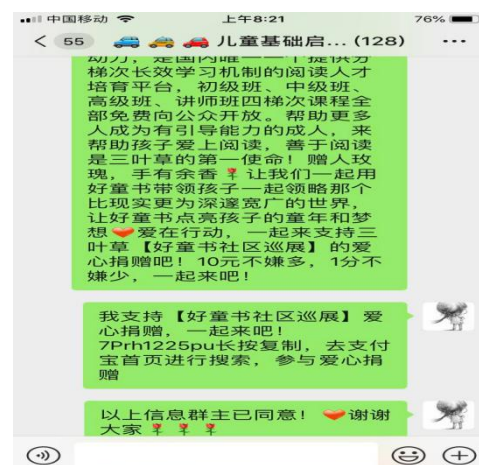 中国移动 上午8:21 76%
< 55 儿童基础启... (128) ...
动力，是国内唯一一个提供分
梯次长效学习机制的阅读人才
培育平台，初级班、中级班、
高级班、讲师班四梯次课程全
部免费向公众开放。帮助更多
人成为有引导能力的成人，来
帮助孩子爱上阅读，善于阅读
是三叶草的第一使命！赠人玫
瑰，手有余香🌹让我们一起用
好童书带领孩子一起领略那个
比现实更为深邃宽广的世界，
让好童书点亮孩子的童年和梦
想❤️爱在行动，一起来支持三
叶草【好童书社区巡展】的爱
心捐赠吧！10元不嫌多，1分不
嫌少，一起来吧！
我支持【好童书社区巡展】爱
心捐赠，一起来吧！
7Prh1225pu长按复制，去支付
宝首页进行搜索，参与爱心捐
赠
以上信息群主已同意！❤️谢谢
大家🌹🌹🌹